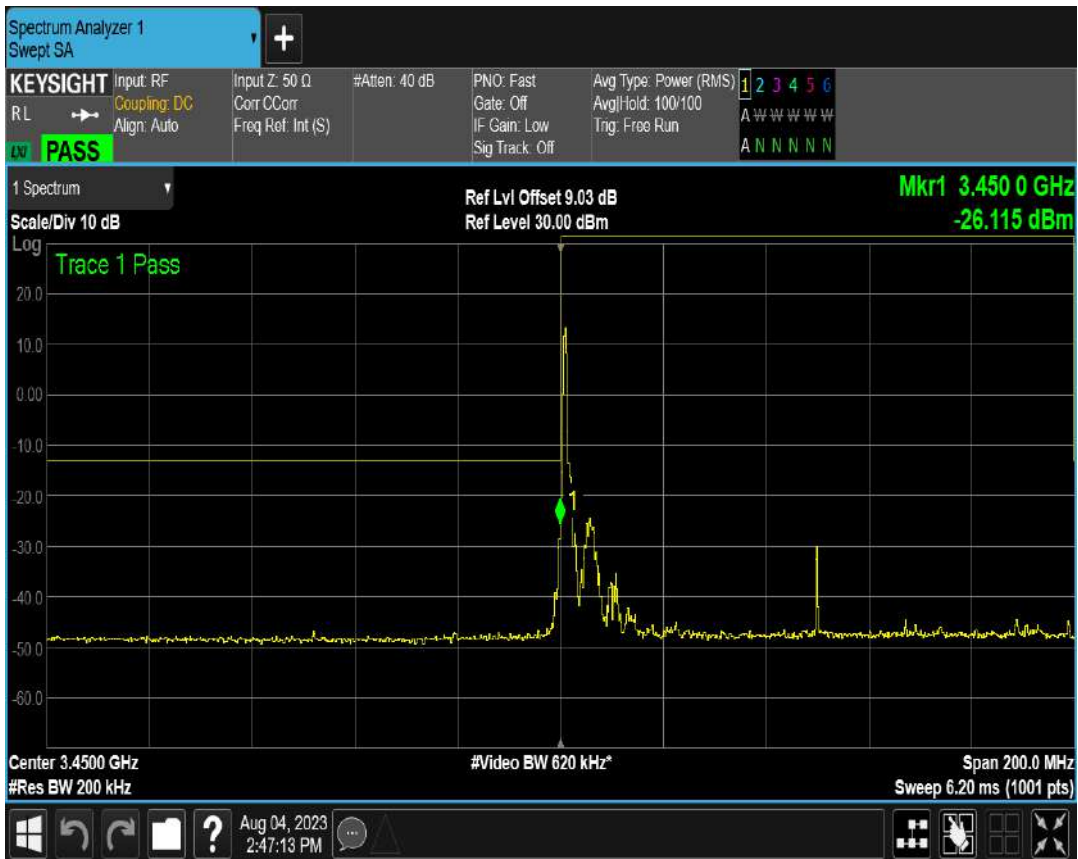 Spectrum Analyzer 1
Swept SA
+
KEYSIGHT Input: RF Input Z: 50 Ω #Atten: 40 dB PNO: Fast Avg Type: Power (RMS) 1 2 3 4 5 6
RL Coupling: DC Corr CCorr Gate: Off Avg|Hold: 100/100 A W W W W W
Align: Auto Freq Ref: Int (S) IF Gain: Low Trig: Free Run
LXI PASS Sig Track: Off A N N N N N
1 Spectrum Ref Lvl Offset 9.03 dB Mkr1 3.450 0 GHz
Scale/Div 10 dB Ref Level 30.00 dBm -26.115 dBm
Log
Trace 1 Pass
20.0
10.0
0.00
-10.0
-20.0
1
-30.0
-40.0
-50.0
-60.0
Center 3.4500 GHz #Video BW 620 kHz* Span 200.0 MHz
#Res BW 200 kHz Sweep 6.20 ms (1001 pts)
? Aug 04, 2023
2:47:13 PM